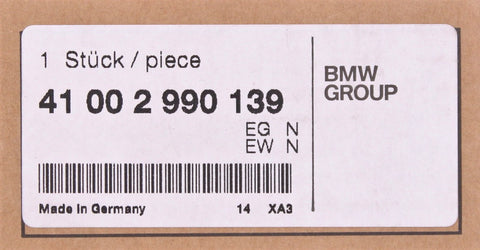 1 Stück / piece
41 00 2 990 139
EG N
EW N
Made in Germany 14 XA3
BMW
GROUP